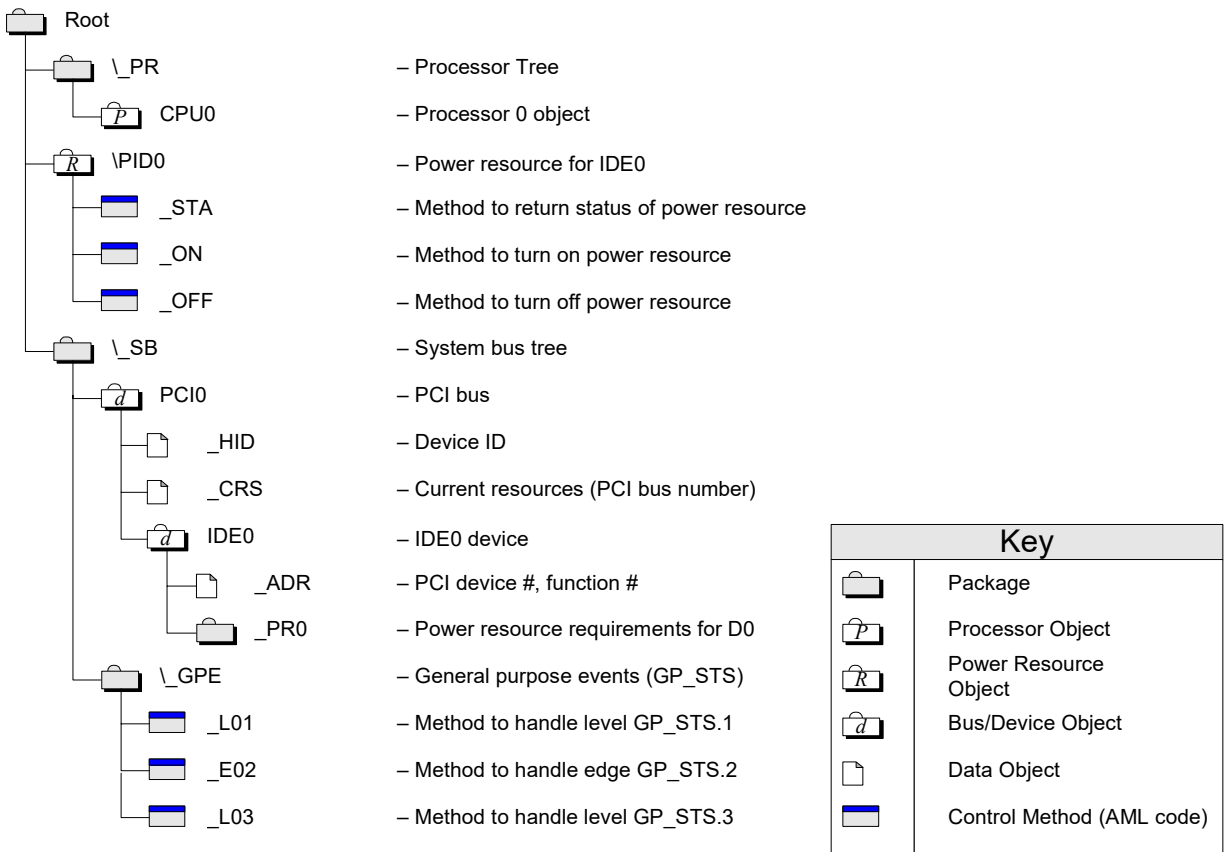 Root
\_PR – Processor Tree
P CPU0 – Processor 0 object
R \PID0 – Power resource for IDE0
_STA – Method to return status of power resource
_ON – Method to turn on power resource
_OFF – Method to turn off power resource
\_SB – System bus tree
d PCI0 – PCI bus
_HID – Device ID
_CRS – Current resources (PCI bus number)
d IDE0 – IDE0 device
_ADR – PCI device #, function #
_PR0 – Power resource requirements for D0
\_GPE – General purpose events (GP_STS)
_L01 – Method to handle level GP_STS.1
_E02 – Method to handle edge GP_STS.2
_L03 – Method to handle level GP_STS.3
Key
Package
P Processor Object
R Power Resource
Object
d Bus/Device Object
Data Object
Control Method (AML code)